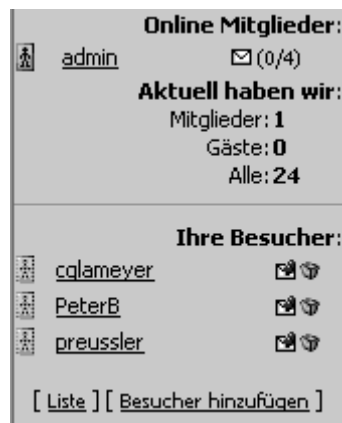 Online Mitglieder:
admin (0/4)
Aktuell haben wir:
Mitglieder: 1
Gäste: 0
Alle: 24
Ihre Besucher:
cglameyer
PeterB
preussler
[ Liste ] [ Besucher hinzufügen ]